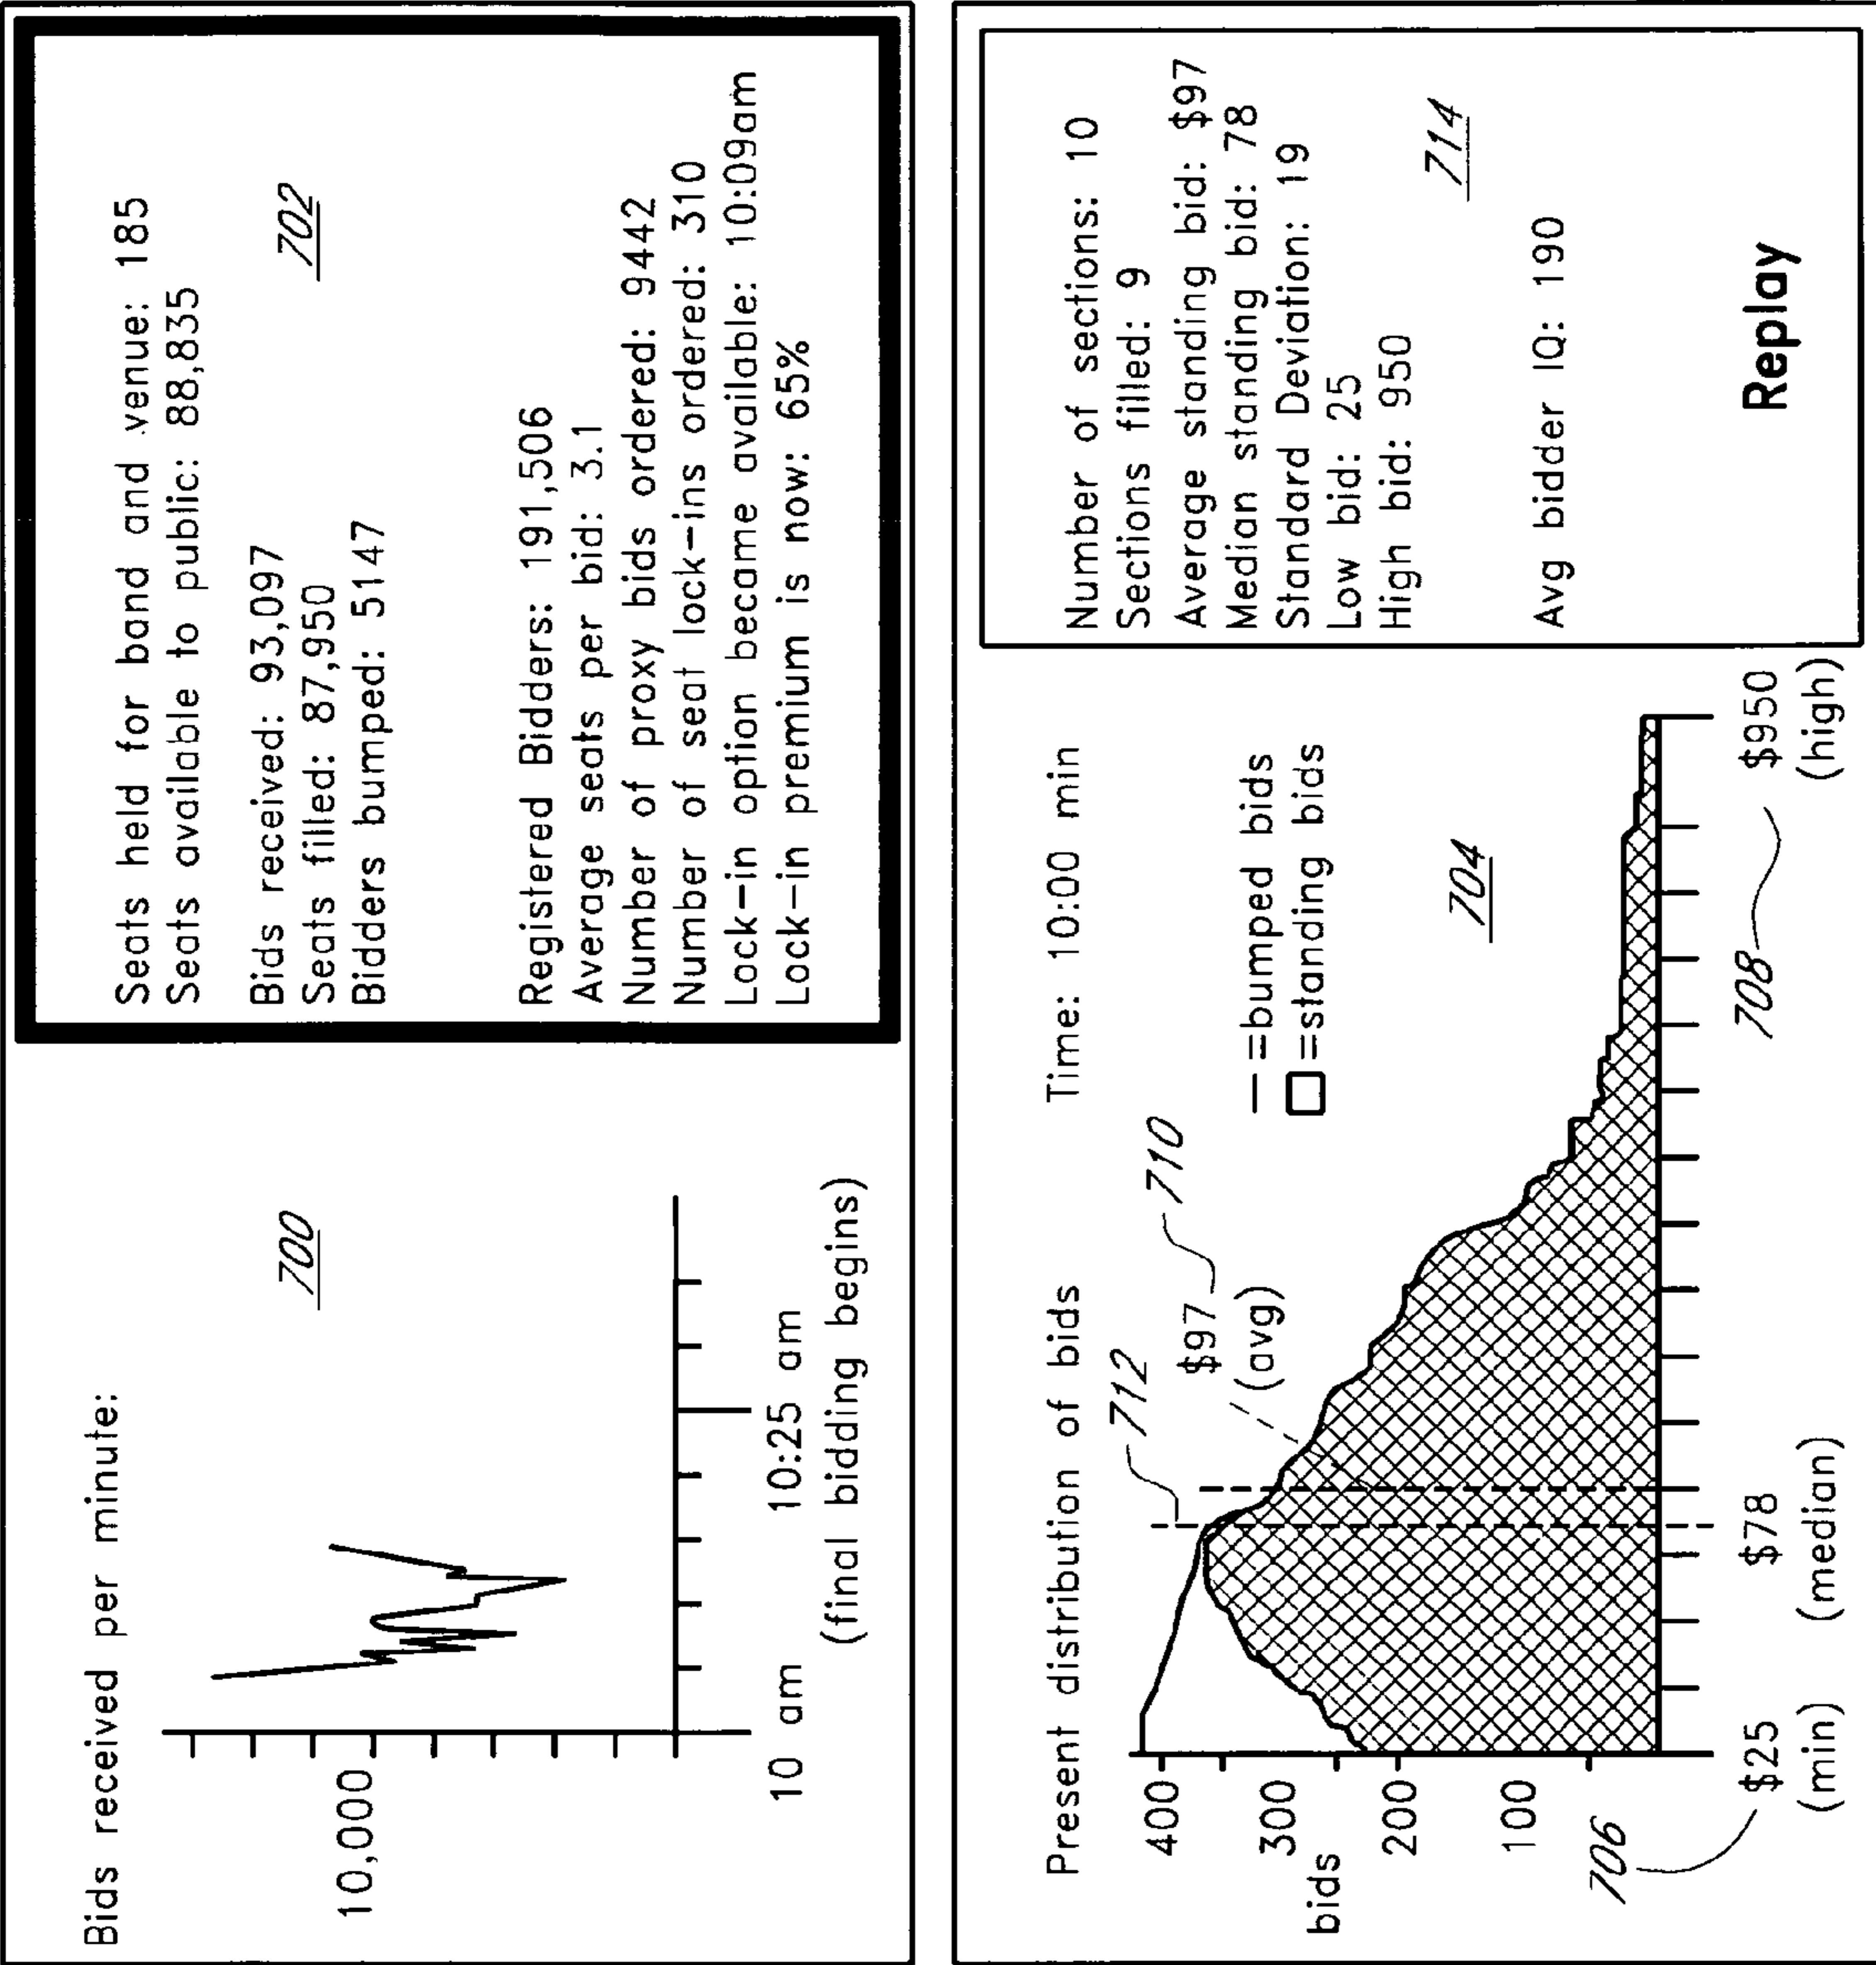 Bids received per minute:
700
10,000
10 am
10:25 am
(final bidding begins)
Seats held for band and venue: 185
Seats available to public: 88,835
702
Bids received: 93,097
Seats filled: 87,950
Bidders bumped: 5147
Registered Bidders: 191,506
Average seats per bid: 3.1
Number of proxy bids ordered: 9442
Number of seat lock-ins ordered: 310
Lock-in option became available: 10:09am
Lock-in premium is now: 65%
Present distribution of bids
Time: 10:00 min
712
710
$97
(avg)
=bumped bids
=standing bids
704
400
300
200
100
bids
706
$25
(min)
$78
(median)
708
$950
(high)
Number of sections: 10
Sections filled: 9
Average standing bid: $97
Median standing bid: 78
Standard Deviation: 19
Low bid: 25
High bid: 950
714
Avg bidder IQ: 190
Replay